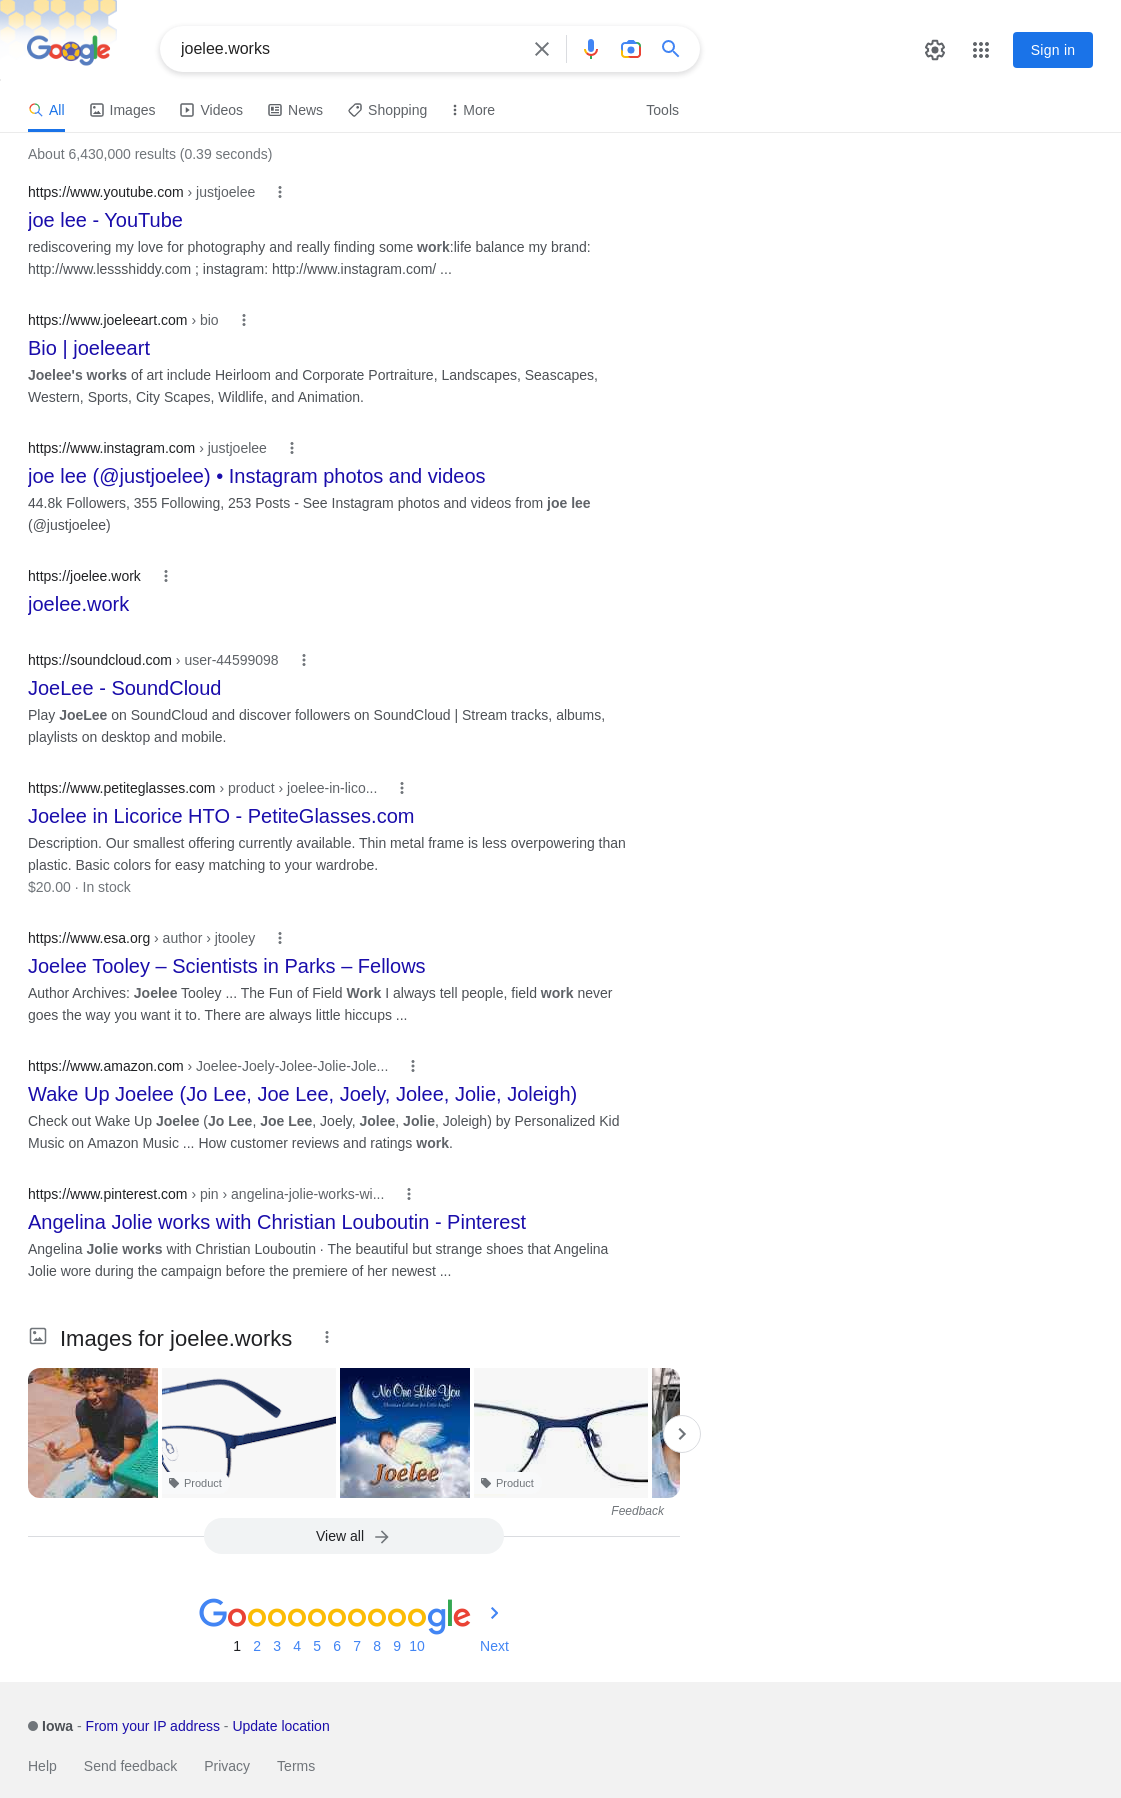 Google
joelee.works
Sign in
All Images Videos News Shopping More Tools
About 6,430,000 results (0.39 seconds)
https://www.youtube.com › justjoelee
joe lee - YouTube
rediscovering my love for photography and really finding some work:life balance my brand:
http://www.lessshiddy.com ; instagram: http://www.instagram.com/ ...
https://www.joeleeart.com › bio
Bio | joeleeart
Joelee's works of art include Heirloom and Corporate Portraiture, Landscapes, Seascapes,
Western, Sports, City Scapes, Wildlife, and Animation.
https://www.instagram.com › justjoelee
joe lee (@justjoelee) • Instagram photos and videos
44.8k Followers, 355 Following, 253 Posts - See Instagram photos and videos from joe lee
(@justjoelee)
https://joelee.work
joelee.work
https://soundcloud.com › user-44599098
JoeLee - SoundCloud
Play JoeLee on SoundCloud and discover followers on SoundCloud | Stream tracks, albums,
playlists on desktop and mobile.
https://www.petiteglasses.com › product › joelee-in-lico...
Joelee in Licorice HTO - PetiteGlasses.com
Description. Our smallest offering currently available. Thin metal frame is less overpowering than
plastic. Basic colors for easy matching to your wardrobe.
$20.00 · In stock
https://www.esa.org › author › jtooley
Joelee Tooley – Scientists in Parks – Fellows
Author Archives: Joelee Tooley ... The Fun of Field Work I always tell people, field work never
goes the way you want it to. There are always little hiccups ...
https://www.amazon.com › Joelee-Joely-Jolee-Jolie-Jole...
Wake Up Joelee (Jo Lee, Joe Lee, Joely, Jolee, Jolie, Joleigh)
Check out Wake Up Joelee (Jo Lee, Joe Lee, Joely, Jolee, Jolie, Joleigh) by Personalized Kid
Music on Amazon Music ... How customer reviews and ratings work.
https://www.pinterest.com › pin › angelina-jolie-works-wi...
Angelina Jolie works with Christian Louboutin - Pinterest
Angelina Jolie works with Christian Louboutin · The beautiful but strange shoes that Angelina
Jolie wore during the campaign before the premiere of her newest ...
Images for joelee.works
No One Like You
Christian Lullabies for Little Angels
Joelee
Product
Product
Feedback
View all
Goooooooooogle
1 2 3 4 5 6 7 8 9 10 Next
Iowa - From your IP address - Update location
Help Send feedback Privacy Terms